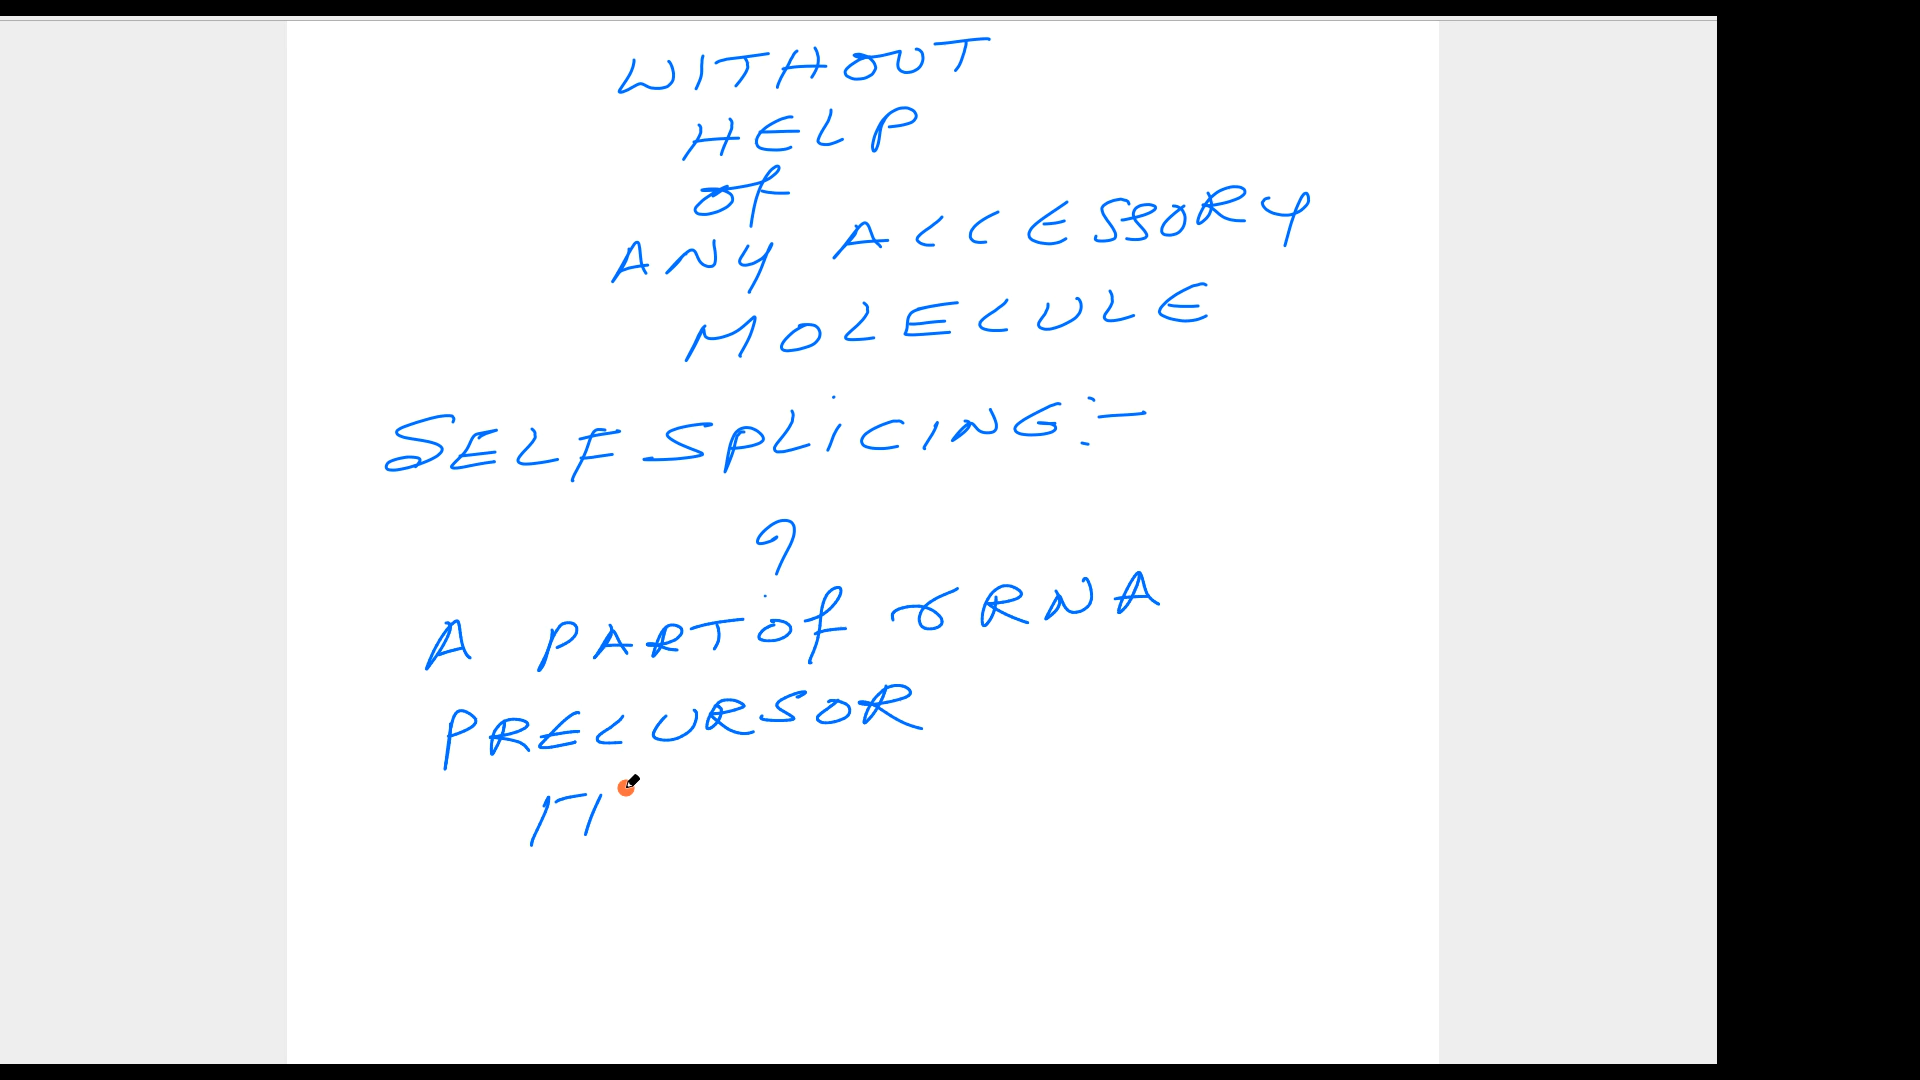 WITHOUT
HELP
of
ANY ACCESSORY
MOLECULE
SELF SPLICING:-
?
A PART of rRNA
PRECURSOR